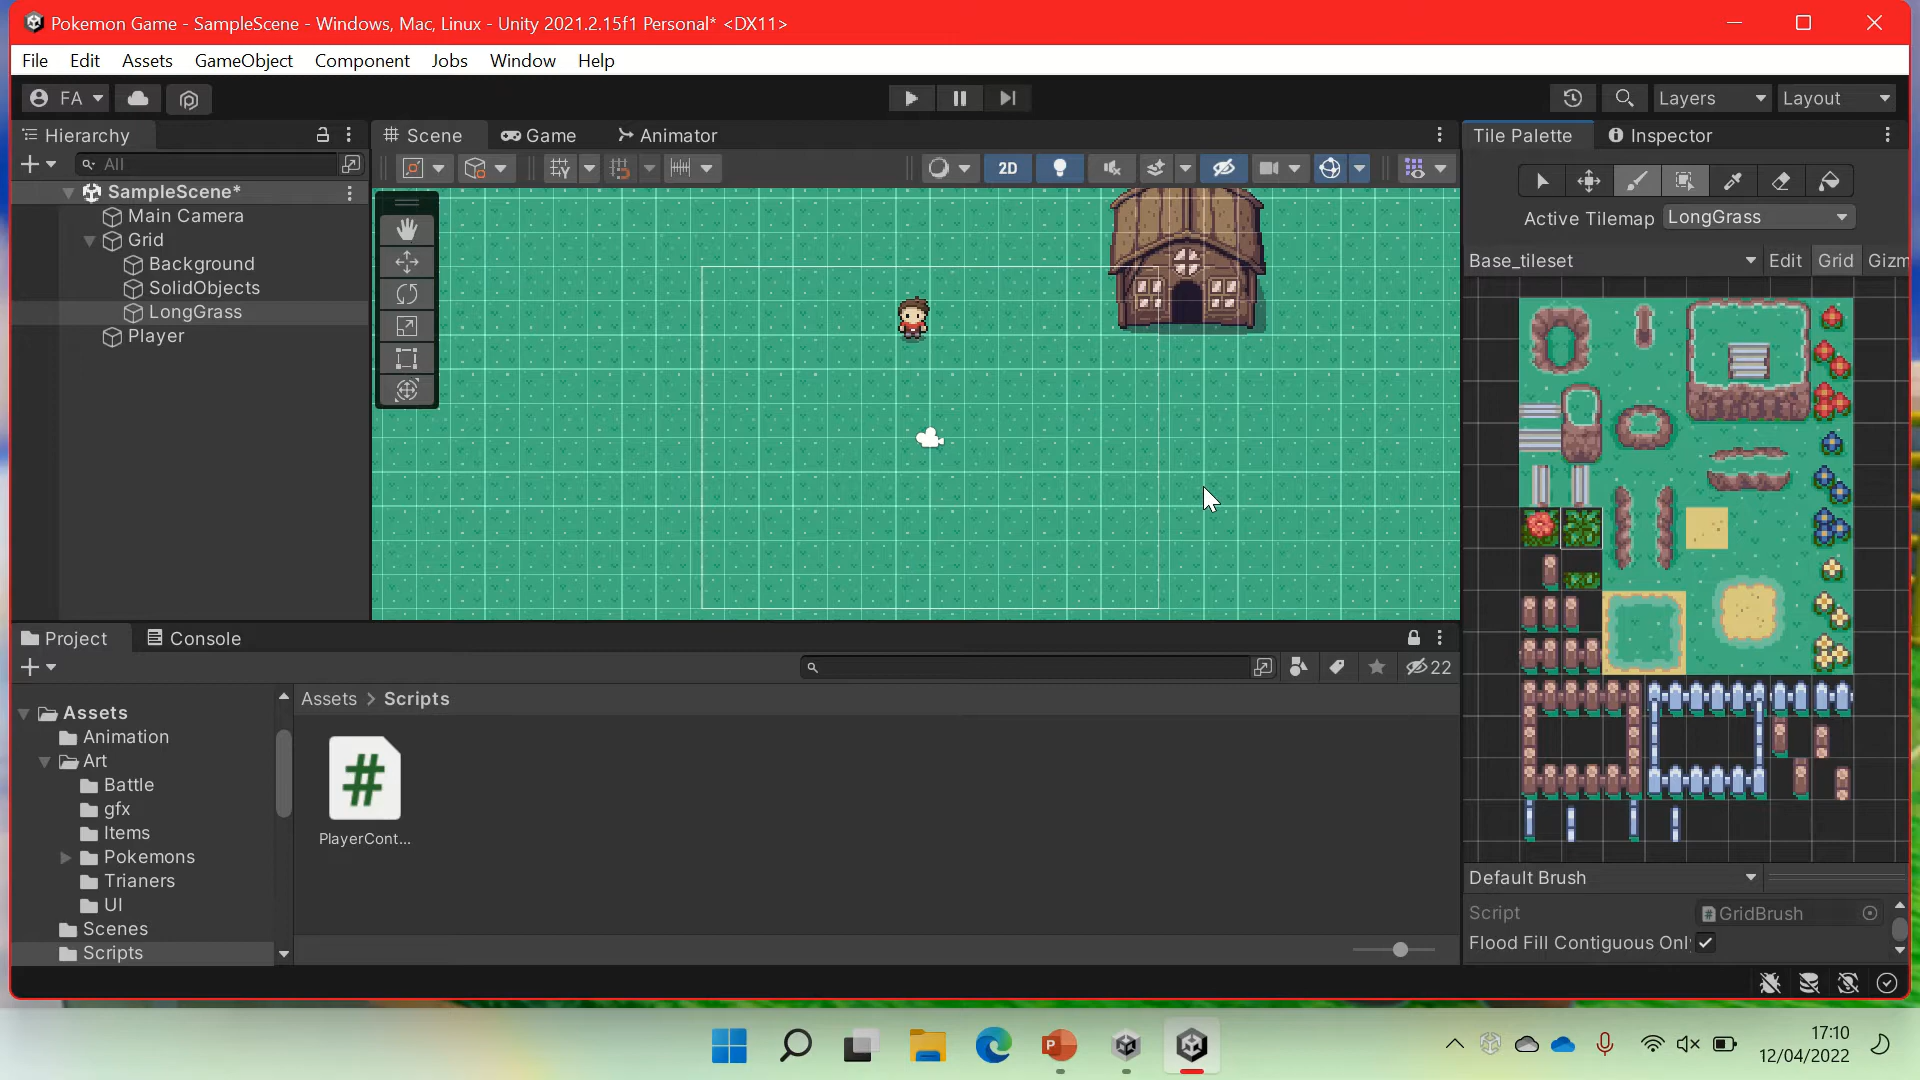 Pokemon Game - SampleScene - Windows, Mac, Linux - Unity 2021.2.15f1 Personal* <DX11>
File Edit Assets GameObject Component Jobs Window Help
FA Layers Layout
Hierarchy Scene Game Animator Tile Palette Inspector
All 2D
SampleScene*
Main Camera
Active Tilemap LongGrass
Grid
Background
Base_tileset Edit Grid Gizm
SolidObjects
LongGrass
Player
Project Console
22
Assets > Scripts
Assets
Animation
Art
Battle
gfx
Items
PlayerCont...
Pokemons
Trianers
Default Brush
UI
Script GridBrush
Scenes
Flood Fill Contiguous Onl
Scripts
17:10
12/04/2022